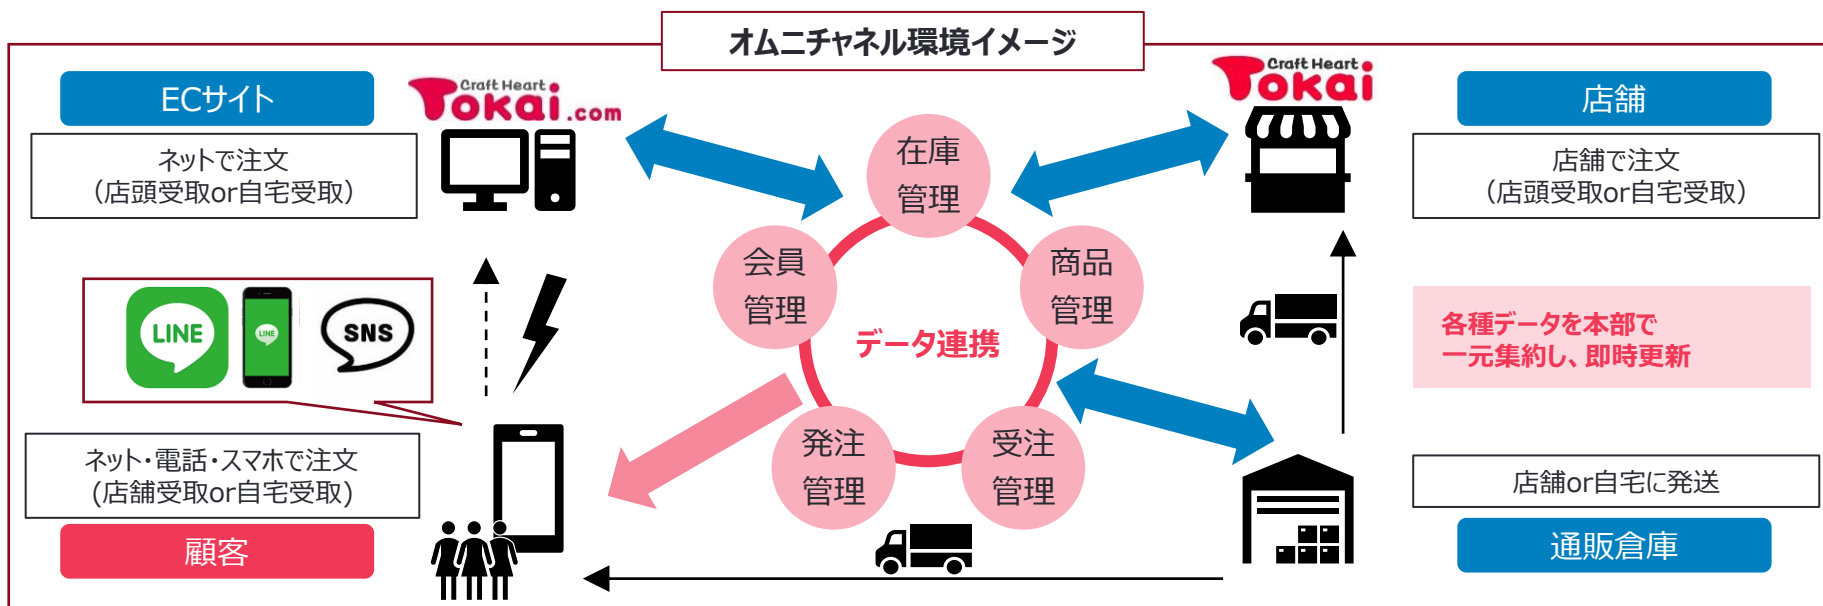 オムニチャネル環境イメージ
ECサイト
Craft Heart
Tokai.com
ネットで注文
（店頭受取or自宅受取）
Craft Heart
Tokai
店舗
店舗で注文
（店頭受取or自宅受取）
在庫
管理
会員
管理
商品
管理
データ連携
発注
管理
受注
管理
LINE
LINE
SNS
各種データを本部で
一元集約し、即時更新
ネット・電話・スマホで注文
(店舗受取or自宅受取)
顧客
店舗or自宅に発送
通販倉庫